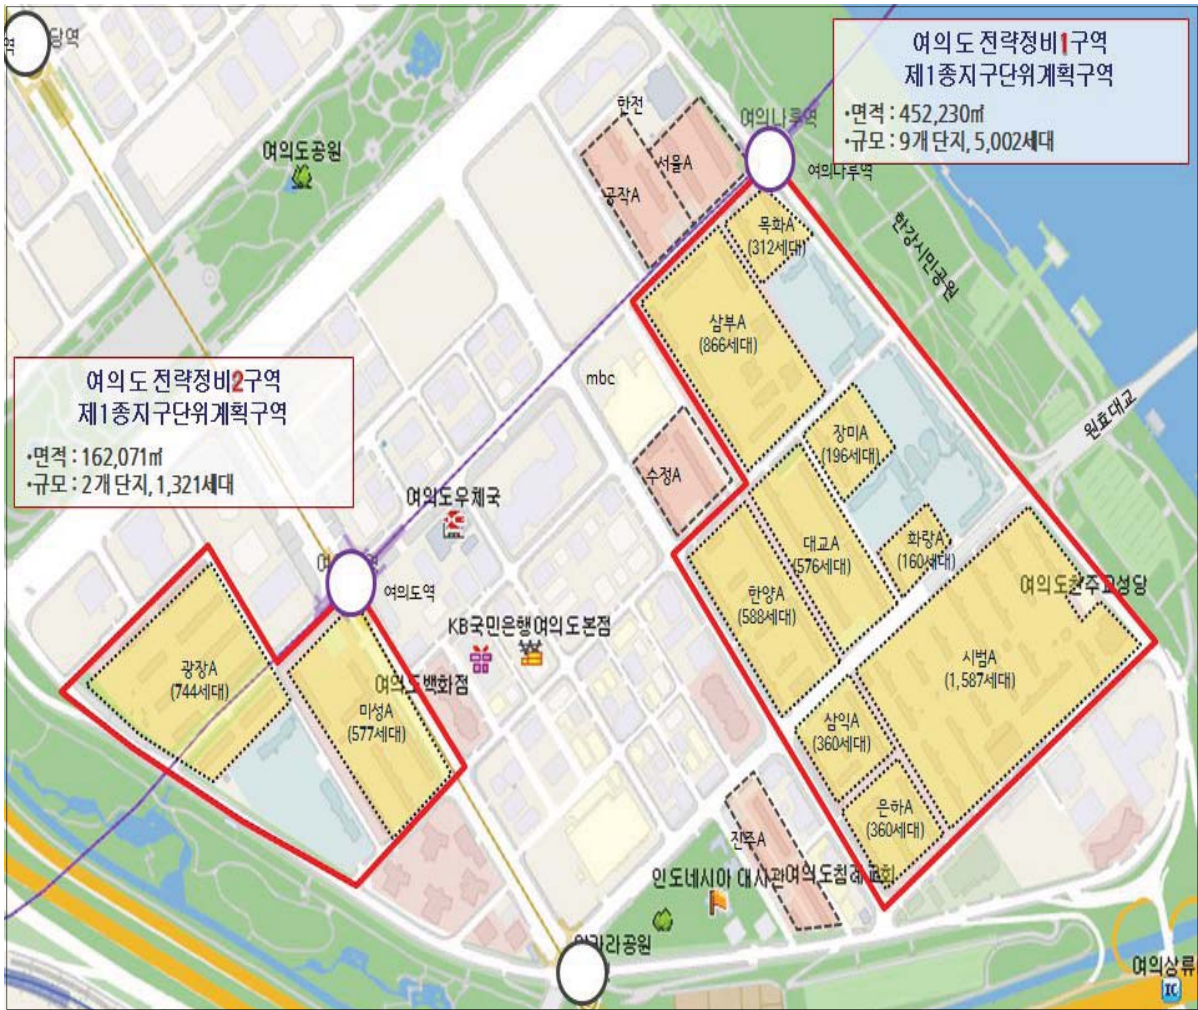 당역
역
여의도 전략정비1구역
제1종지구단위계획구역
•면적 : 452,230㎡
•규모 : 9개 단지, 5,002세대
한전
여의나루역
여의도공원
서울A
여의나루역
공작A
목화A
(312세대)
한강시민공원
삼부A
(866세대)
여의도 전략정비2구역
제1종지구단위계획구역
•면적 : 162,071㎡
•규모 : 2개 단지, 1,321세대
mbc
원효대교
장미A
(196세대)
수정A
여의도우체국
대교A
(576세대)
화랑A
(160세대)
여의도역
한양A
(588세대)
여의도천주교성당
KB국민은행여의도본점
광장A
(744세대)
시범A
(1,587세대)
여의도백화점
미성A
(577세대)
삼익A
(360세대)
은하A
(360세대)
진주A
인도네시아 대사관
여의도침례교회
앙카라공원
여의상류
IC